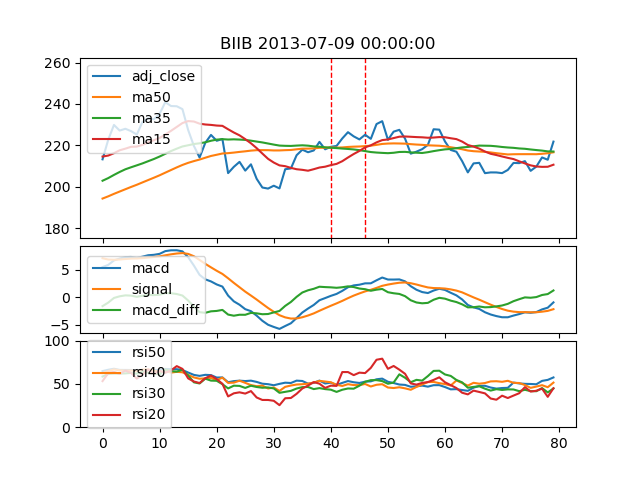 BIIB 2013-07-09 00:00:00
260
240
220
200
180
adj_close
ma50
ma35
ma15
5
0
−5
macd
signal
macd_diff
100
50
0
rsi50
rsi40
rsi30
rsi20
0 10 20 30 40 50 60 70 80